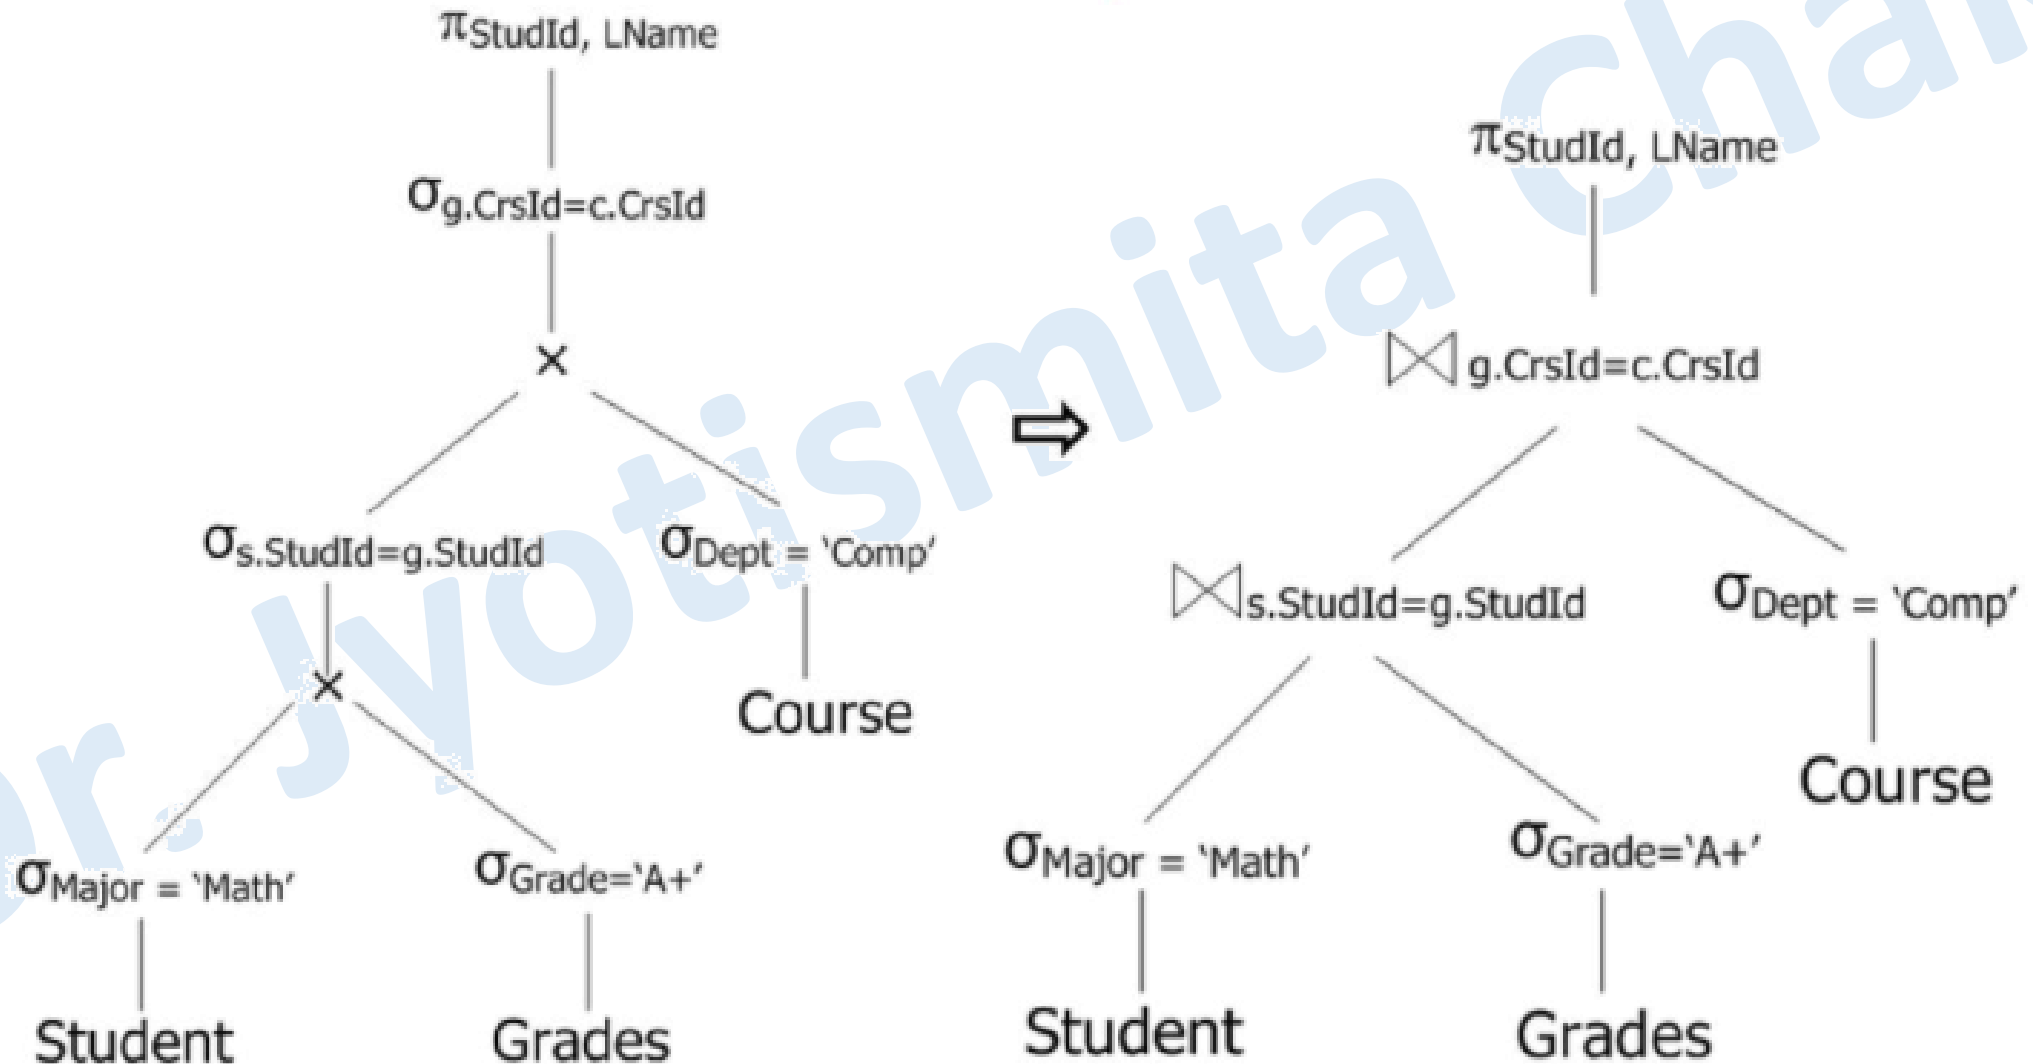 πStudId, LName
σg.CrsId=c.CrsId
×
σs.StudId=g.StudId
σDept = ‘Comp’
×
Course
σMajor = ‘Math’
σGrade=‘A+’
Student
Grades
⇨
πStudId, LName
⋈ g.CrsId=c.CrsId
⋈s.StudId=g.StudId
σDept = ‘Comp’
Course
σMajor = ‘Math’
σGrade=‘A+’
Student
Grades
Dr. Jyotismita